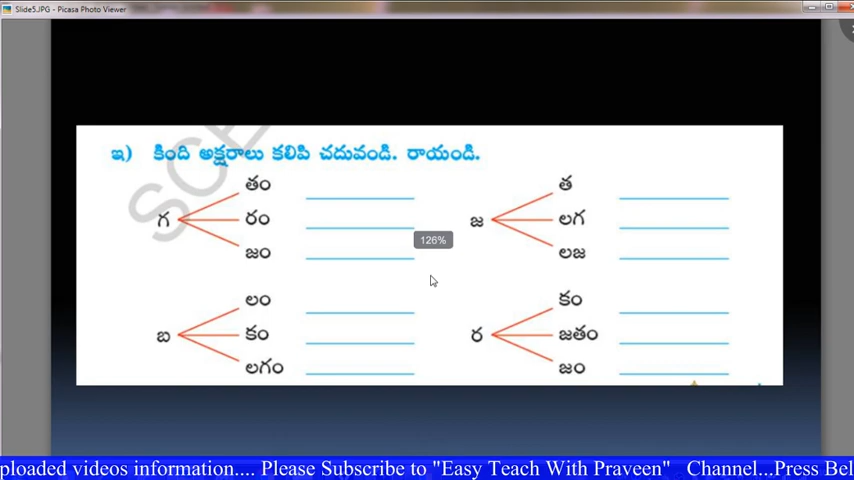 Slide5.JPG - Picasa Photo Viewer
ఇ) కింది అక్షరాలు కలిపి చదువండి. రాయండి.
గ
తం
రం
జం
జ
త
లగ
లజ
126%
బ
లం
కం
లగం
ర
కం
జతం
జం
SCE
ploaded videos information.... Please Subscribe to "Easy Teach With Praveen" Channel...Press Bel